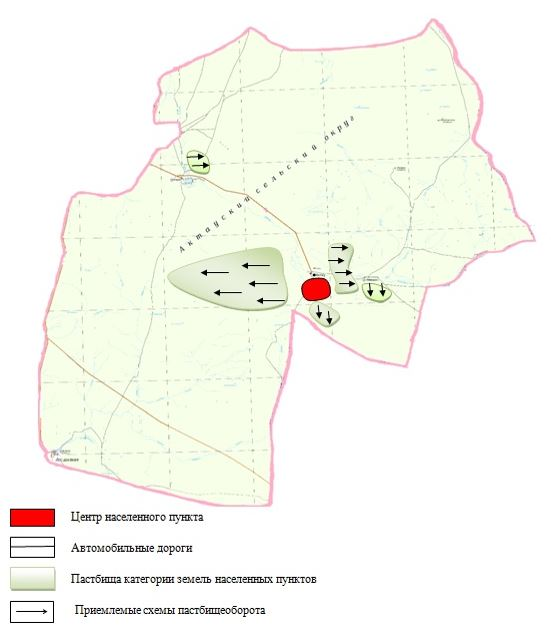 Актауский сельский округ
Центр населенного пункта
Автомобильные дороги
Пастбища категории земель населенных пунктов
Приемлемые схемы пастбищеоборота